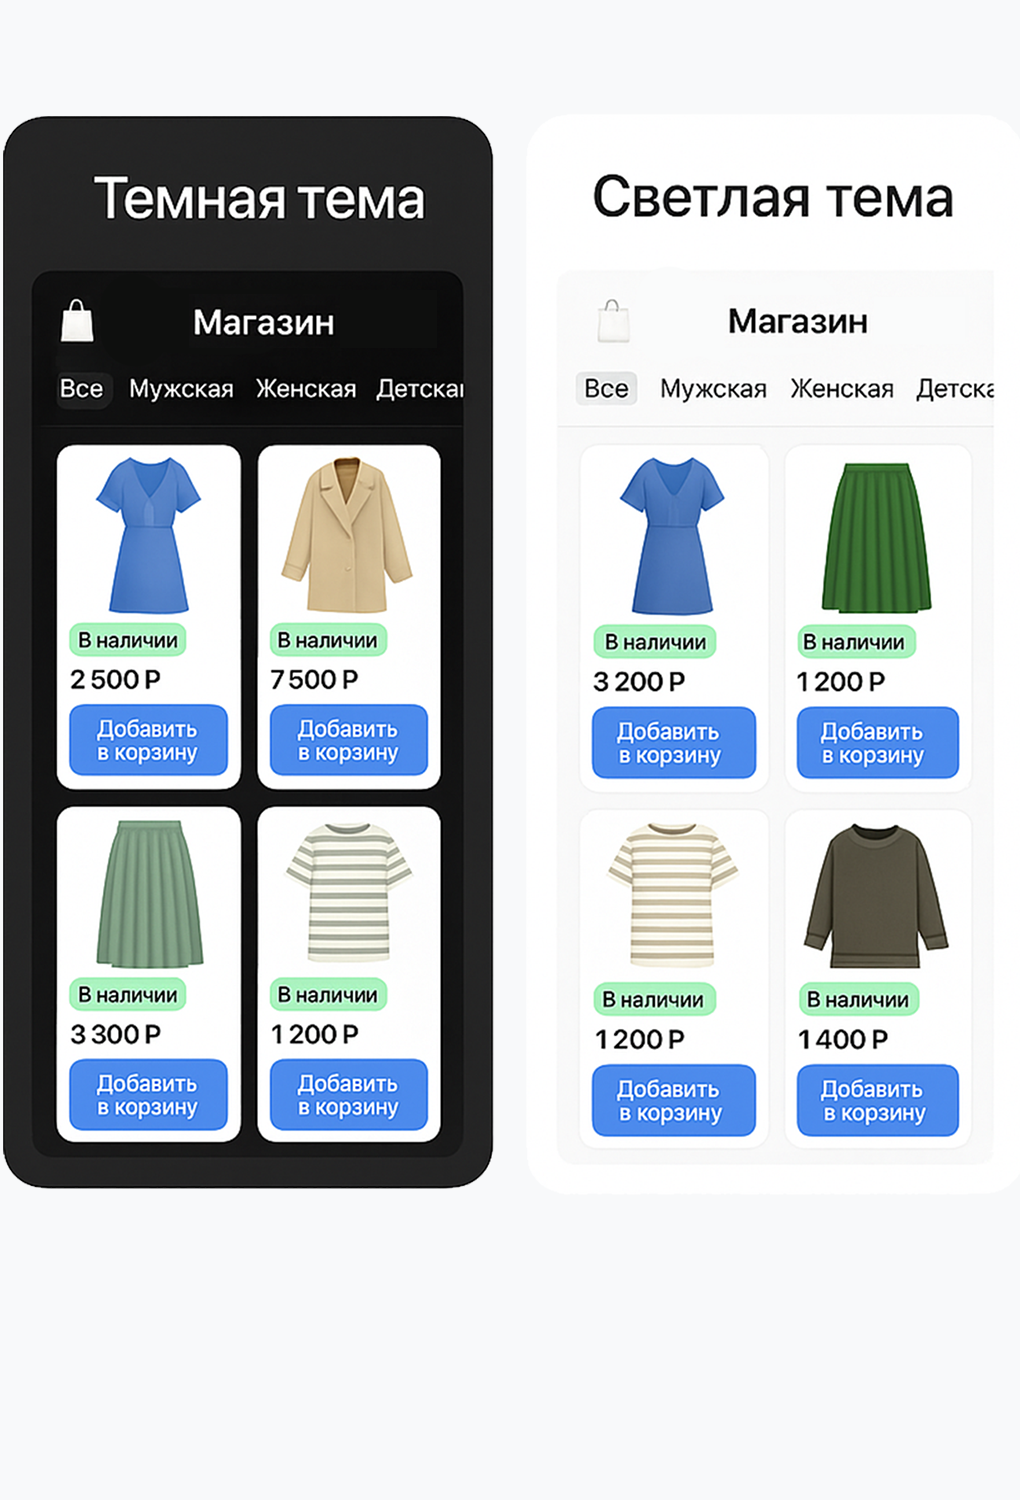 Темная тема
Магазин
Все Мужская Женская Детская
В наличии В наличии
2 500 Р 7 500 Р
Добавить Добавить
в корзину в корзину
В наличии В наличии
3 300 Р 1 200 Р
Добавить Добавить
в корзину в корзину
Светлая тема
Магазин
Все Мужская Женская Детска
В наличии В наличии
3 200 Р 1 200 Р
Добавить Добавить
в корзину в корзину
В наличии В наличии
1 200 Р 1 400 Р
Добавить Добавить
в корзину в корзину